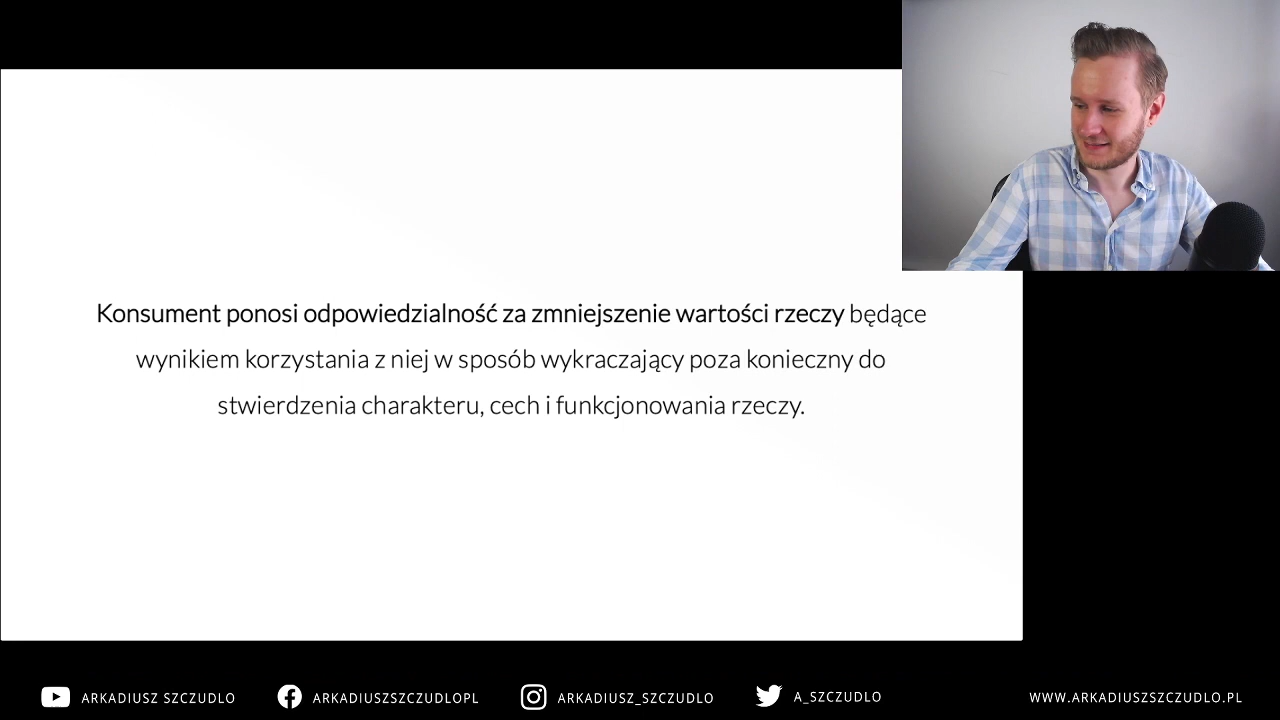 Konsument ponosi odpowiedzialność za zmniejszenie wartości rzeczy będące
wynikiem korzystania z niej w sposób wykraczający poza konieczny do
stwierdzenia charakteru, cech i funkcjonowania rzeczy.
ARKADIUSZ SZCZUDLO
ARKADIUSZSZCZUDLOPL
ARKADIUSZ_SZCZUDLO
A_SZCZUDLO
WWW.ARKADIUSZSZCZUDLO.PL